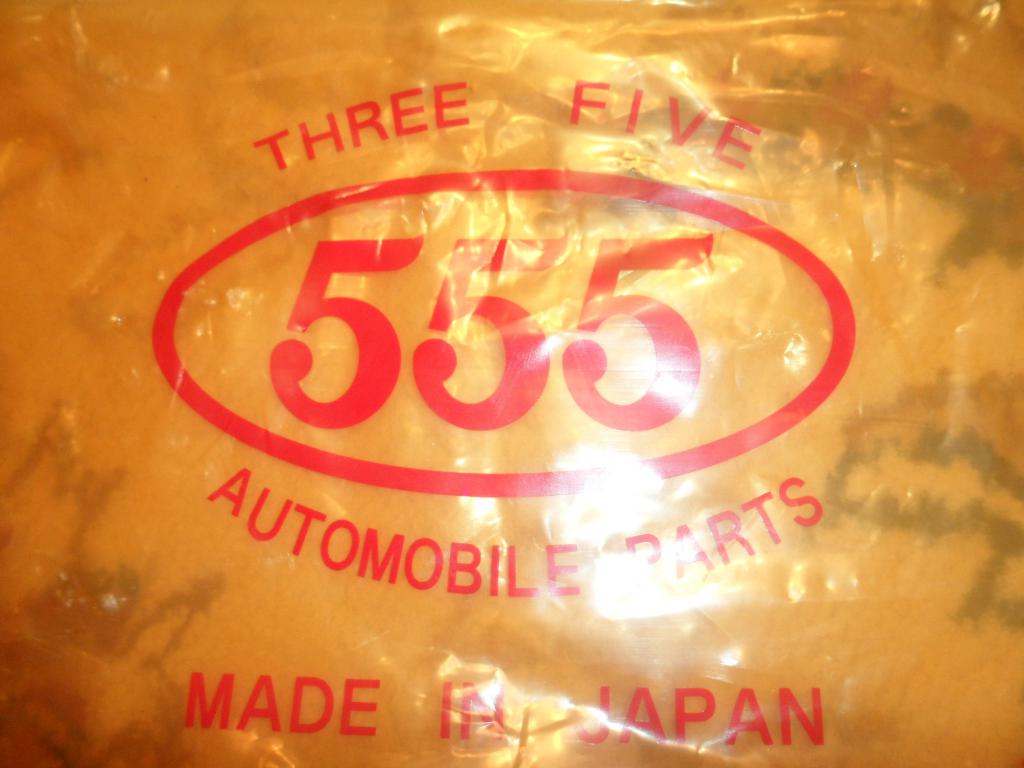 THREE FIVE
555
AUTOMOBILE PARTS
MADE IN JAPAN